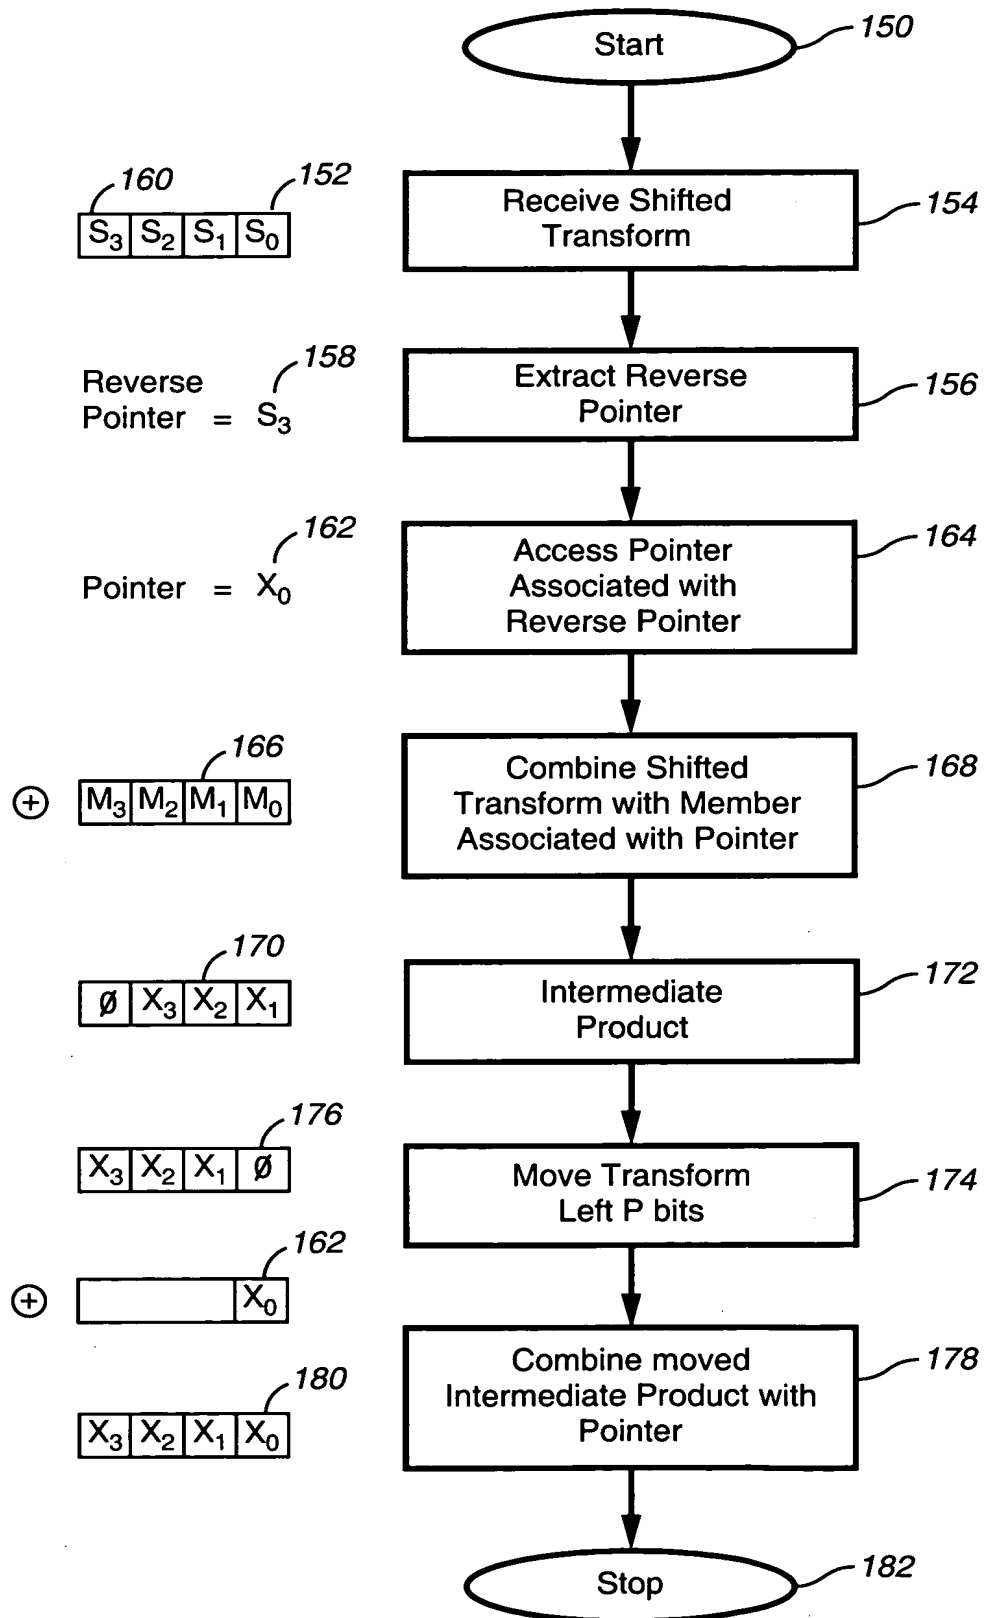 Start
150
160
152
S3 S2 S1 S0
Receive Shifted
Transform
154
Reverse
Pointer = S3
158
Extract Reverse
Pointer
156
Pointer = X0
162
Access Pointer
Associated with
Reverse Pointer
164
166
⊕ M3 M2 M1 M0
Combine Shifted
Transform with Member
Associated with Pointer
168
170
Ø X3 X2 X1
Intermediate
Product
172
176
X3 X2 X1 Ø
Move Transform
Left P bits
174
162
⊕ X0
180
X3 X2 X1 X0
Combine moved
Intermediate Product with
Pointer
178
Stop
182